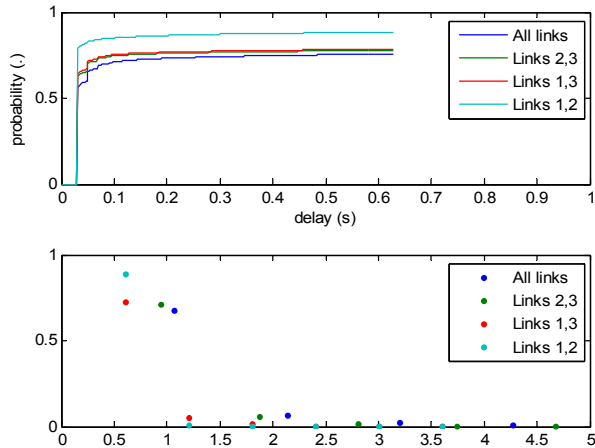 1
0.5
0
probability (.)
0
0.1
0.2
0.3
0.4
0.5
0.6
0.7
0.8
0.9
1
delay (s)
All links
Links 2,3
Links 1,3
Links 1,2
1
0.5
0
0
0.5
1
1.5
2
2.5
3
3.5
4
4.5
5
All links
Links 2,3
Links 1,3
Links 1,2